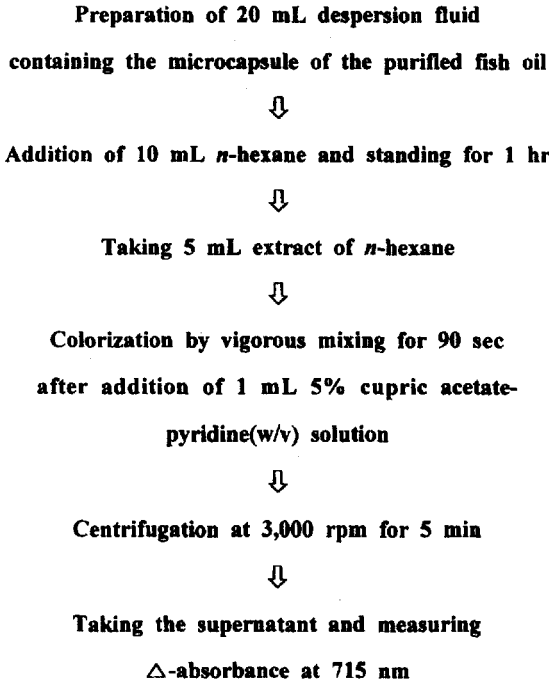 Preparation of 20 mL despersion fluid
containing the microcapsule of the purifled fish oil
⇩
Addition of 10 mL n-hexane and standing for 1 hr
⇩
Taking 5 mL extract of n-hexane
⇩
Colorization by vigorous mixing for 90 sec
after addition of 1 mL 5% cupric acetate-
pyridine(w/v) solution
⇩
Centrifugation at 3,000 rpm for 5 min
⇩
Taking the supernatant and measuring
△-absorbance at 715 nm